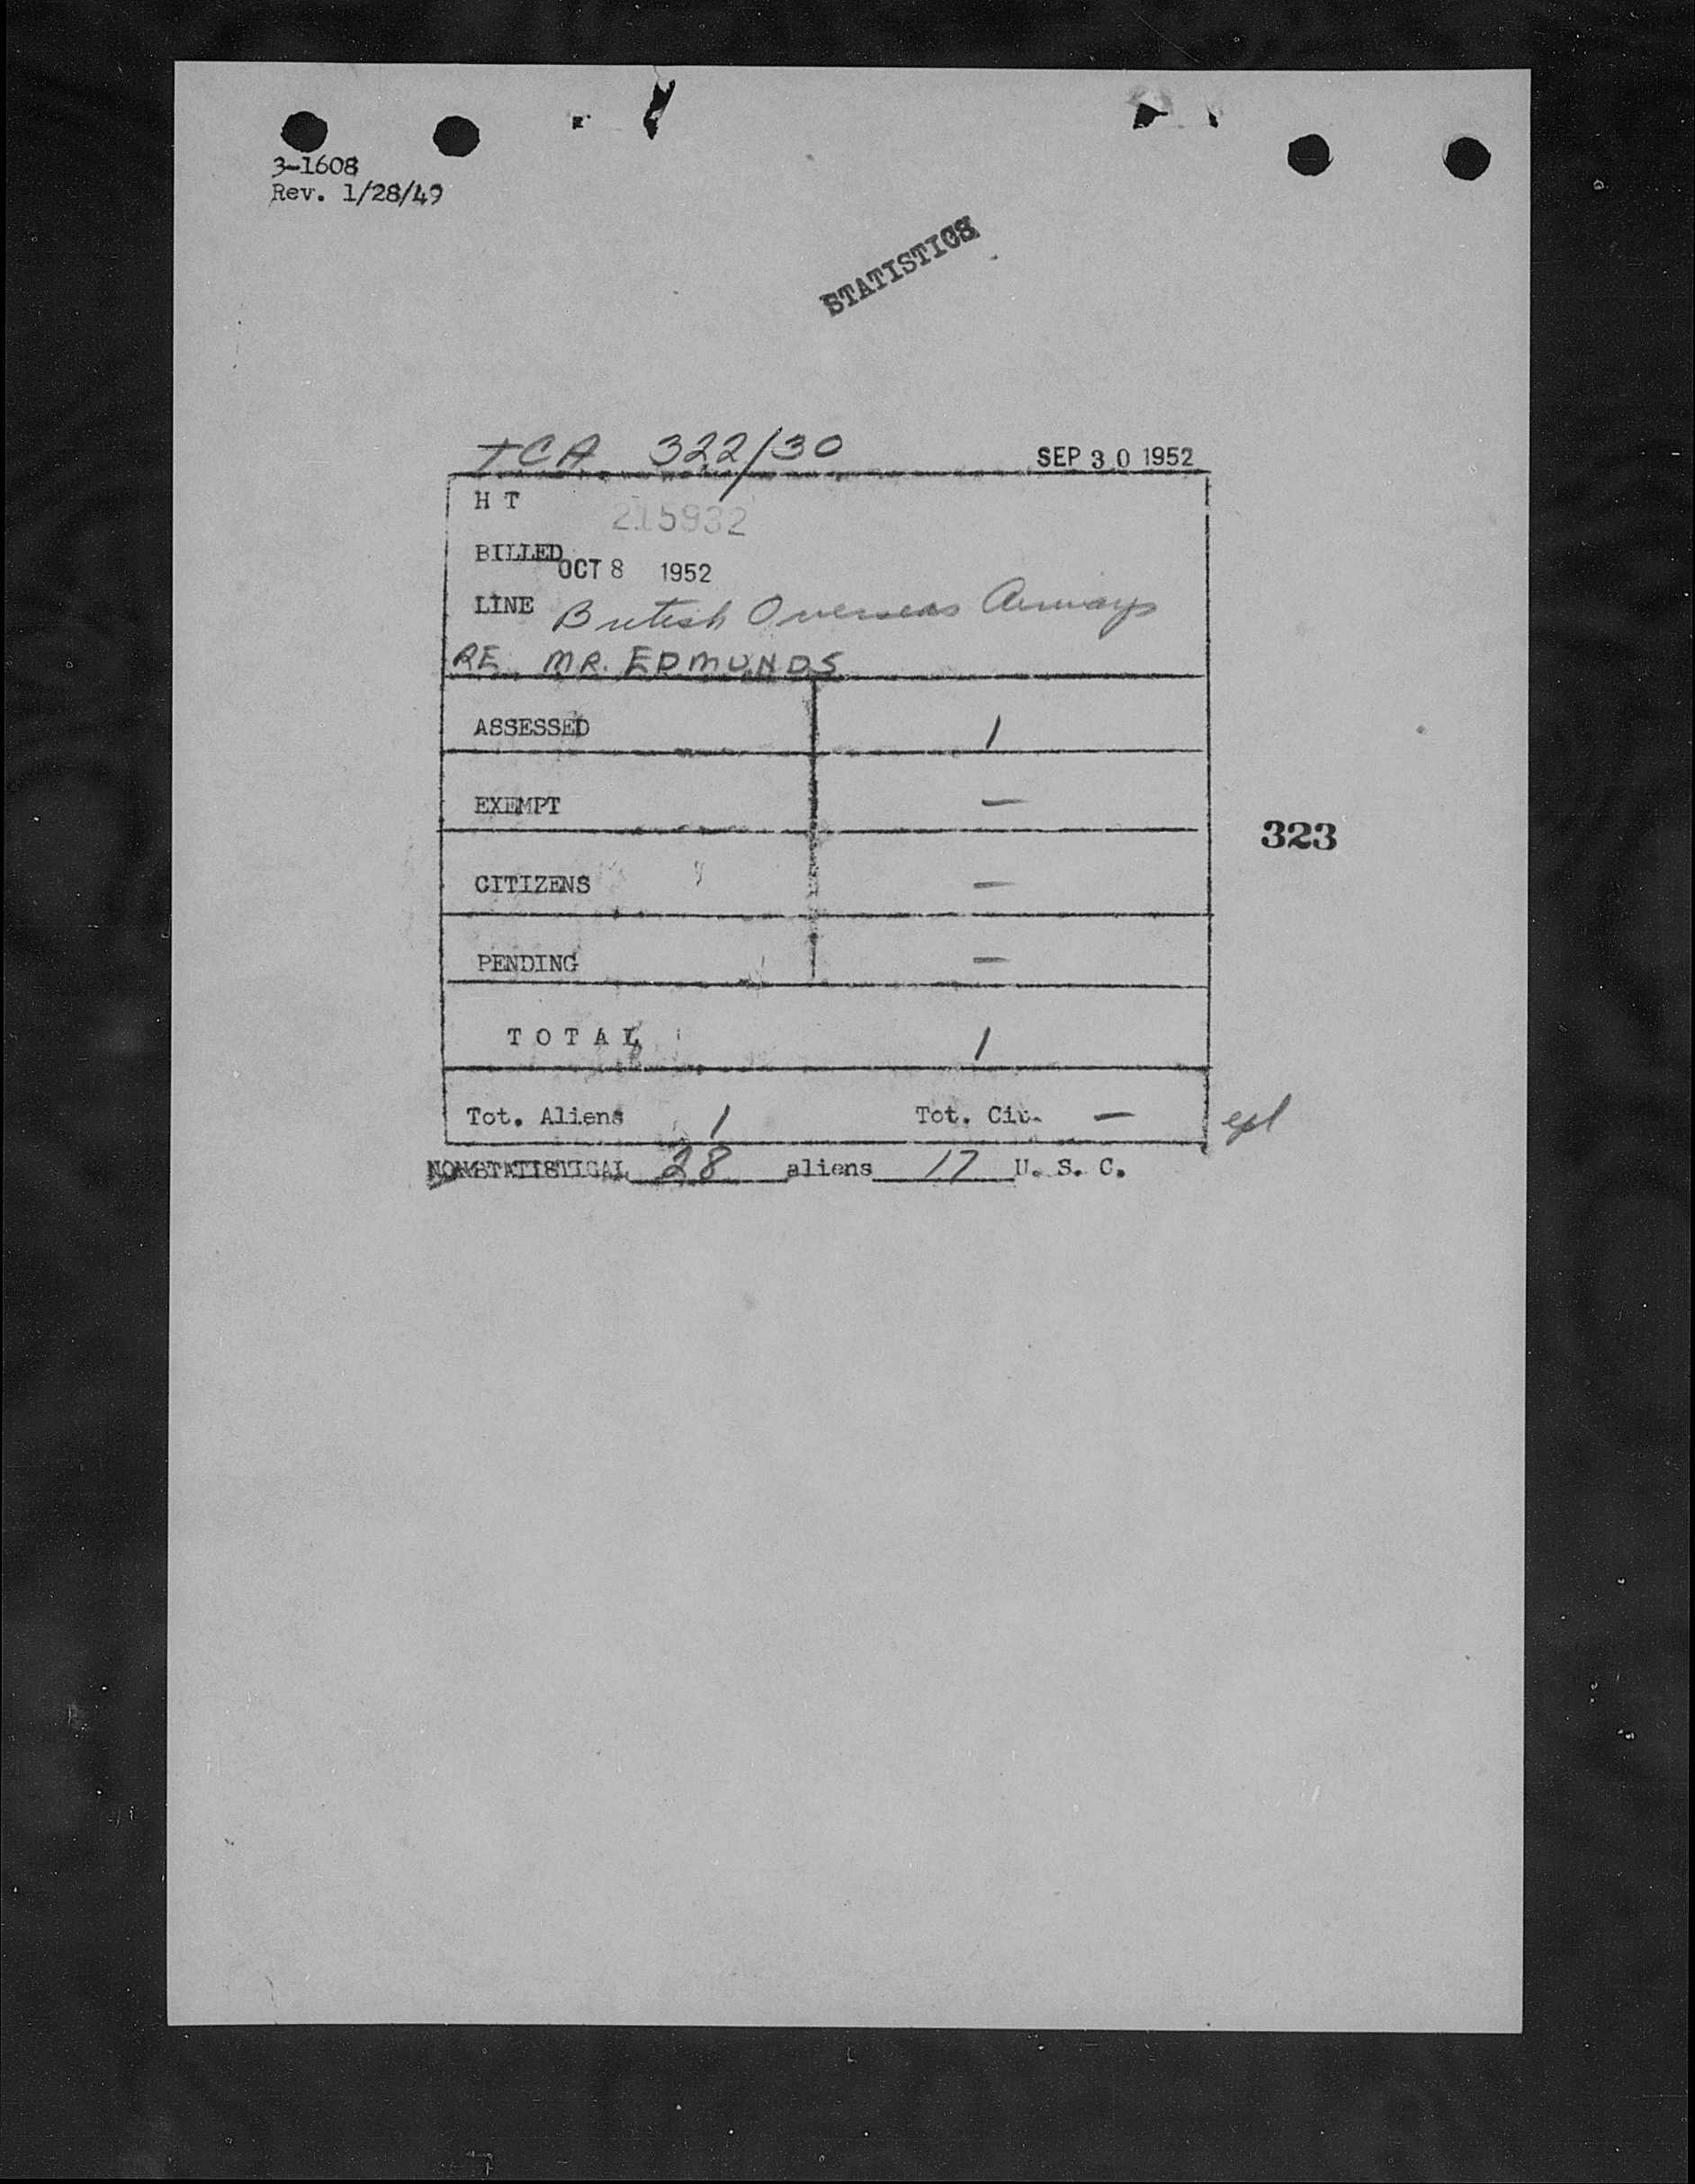 3-1608
Rev. 1/28/49
STATISTICS
TCA 322/30 SEP 30 1952
H T 215932
BILLED OCT 8 1952
LINE British Overseas Airways
RE MR. EDMUNDS
ASSESSED 1
EXEMPT —
323
CITIZENS —
PENDING —
T O T A L 1
Tot. Aliens 1 Tot. Cit. —
NONSTATISTICAL 28 aliens 17 U. S. C.